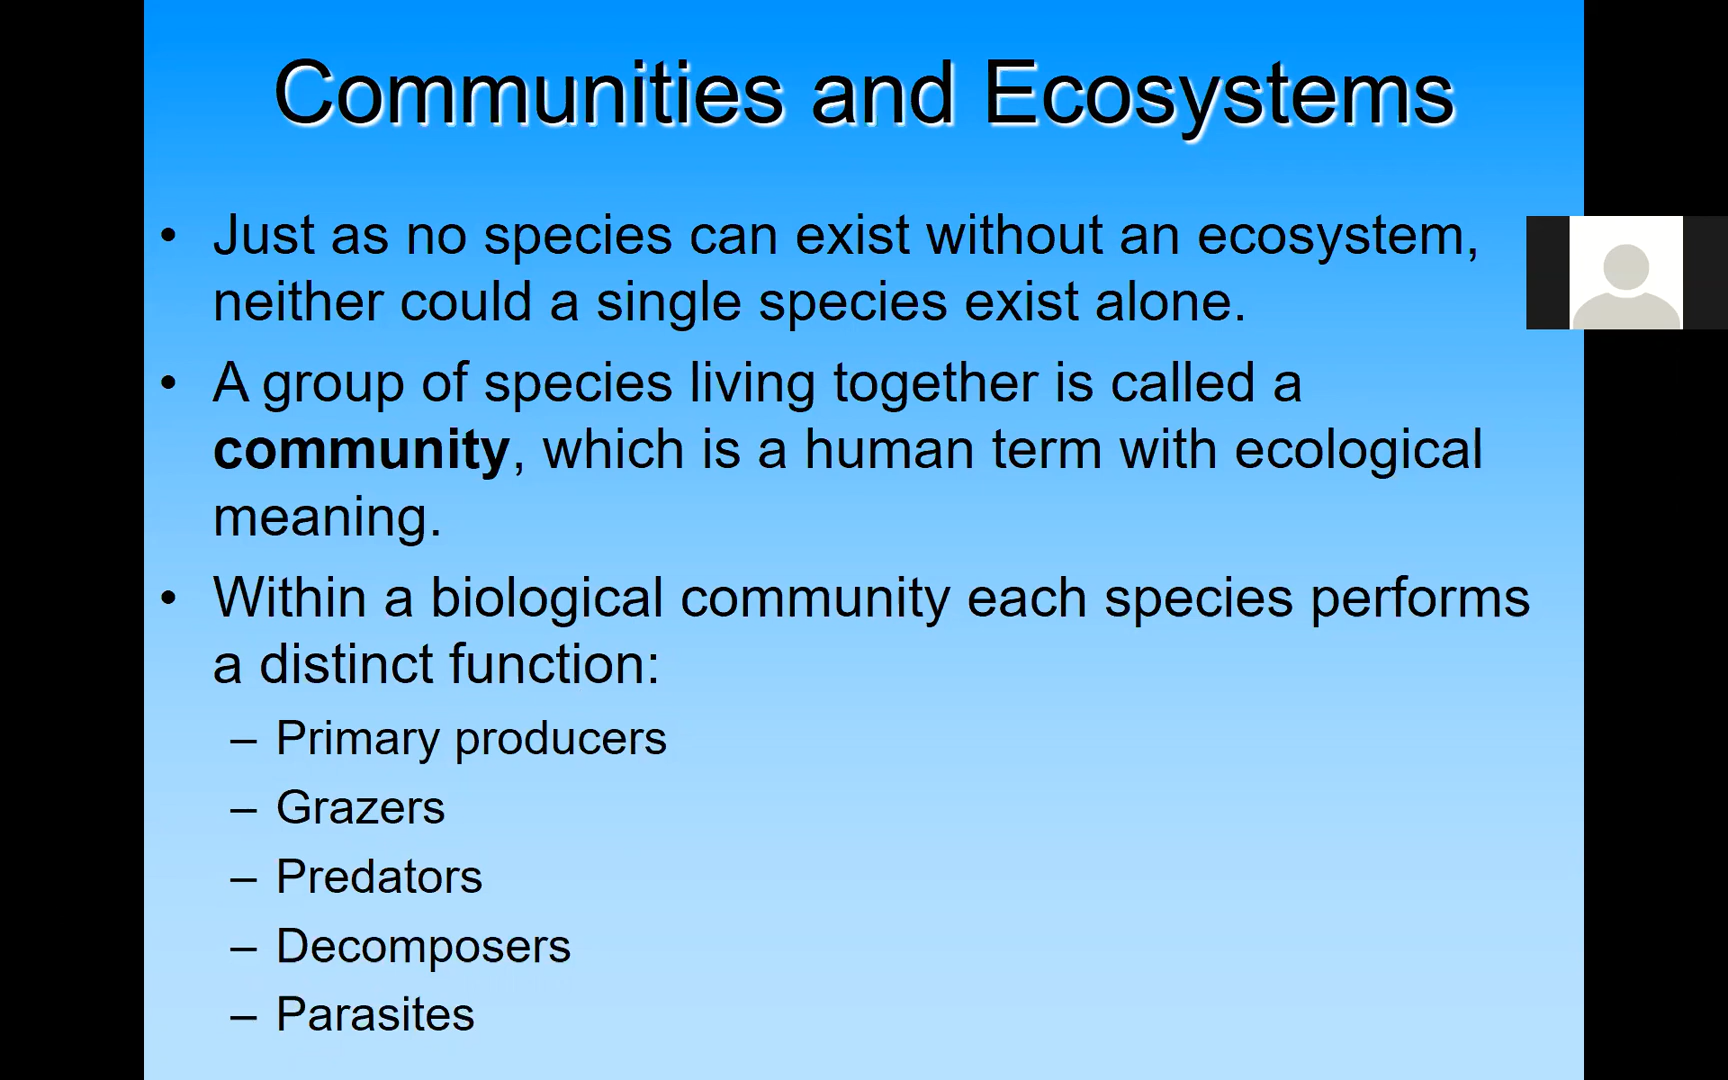 Communities and Ecosystems
• Just as no species can exist without an ecosystem,
neither could a single species exist alone.
• A group of species living together is called a
community, which is a human term with ecological
meaning.
• Within a biological community each species performs
a distinct function:
– Primary producers
– Grazers
– Predators
– Decomposers
– Parasites